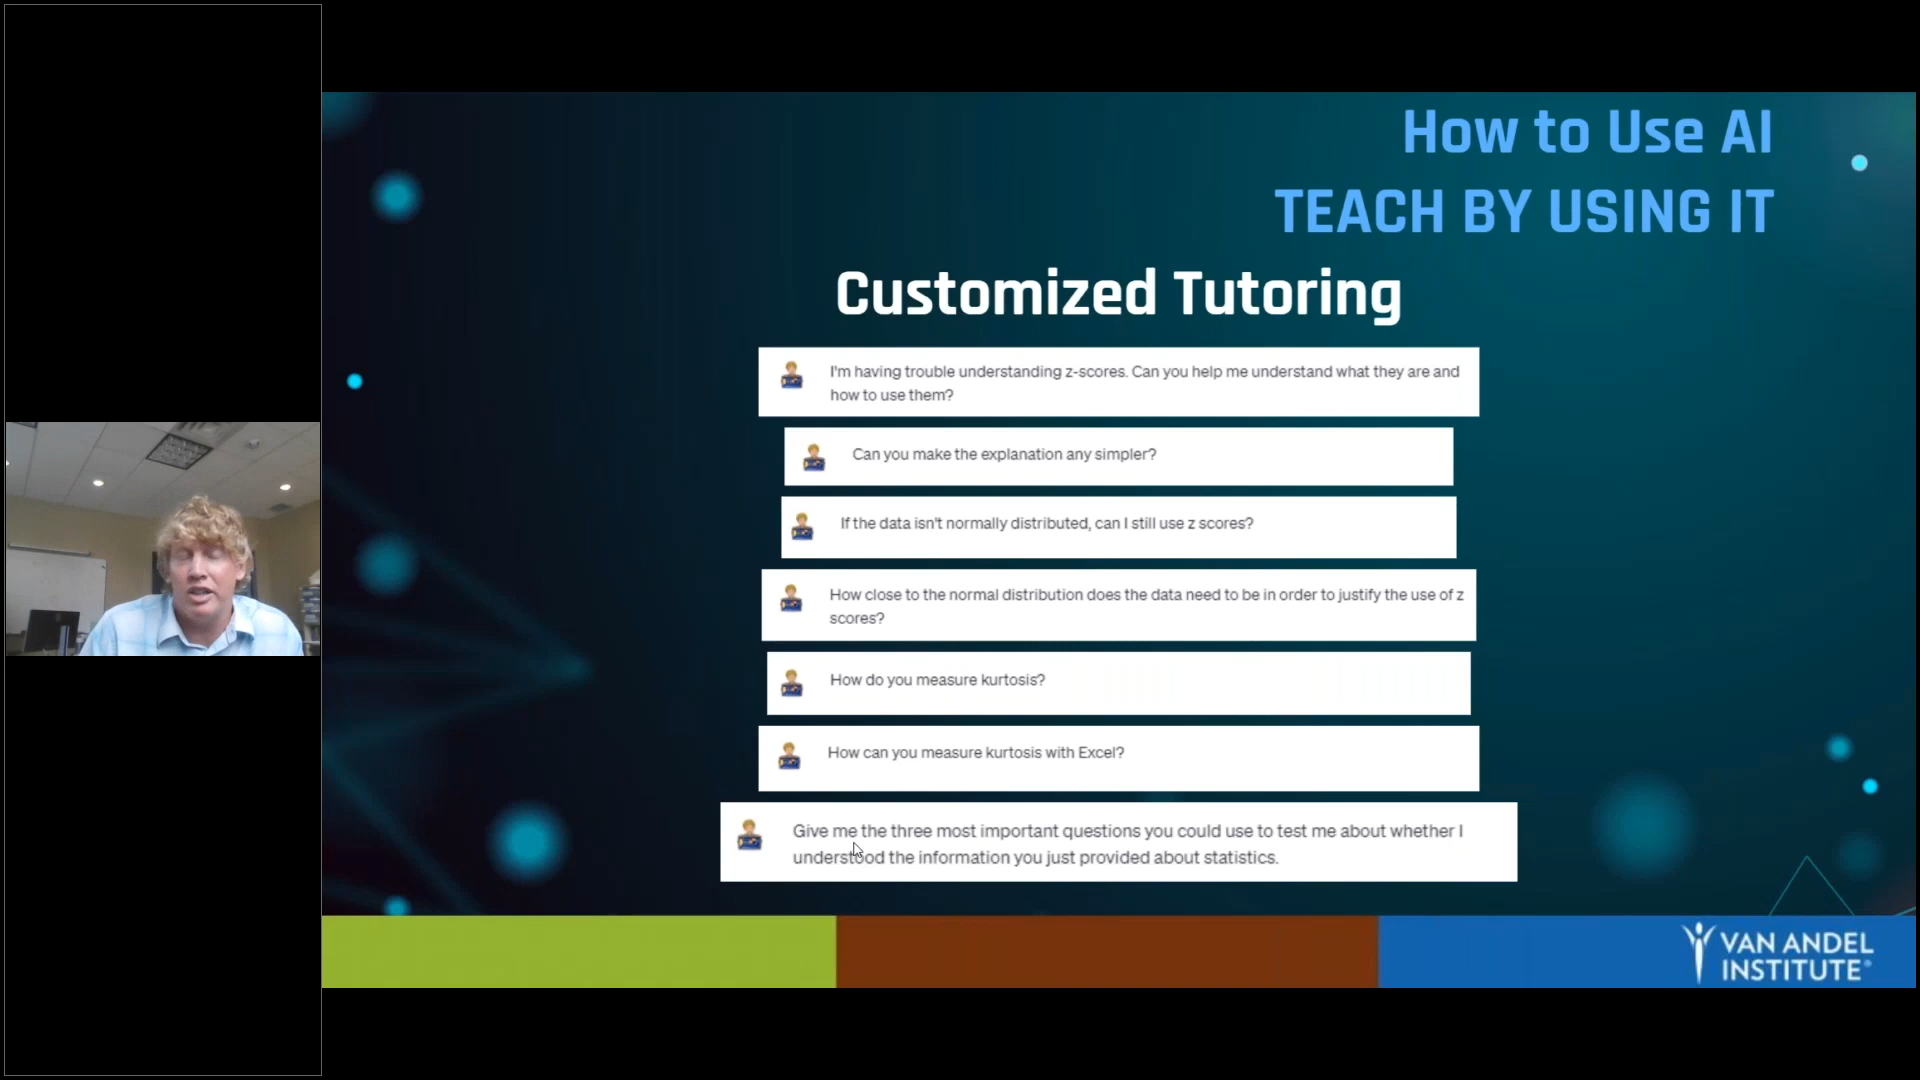 How to Use AI
TEACH BY USING IT
Customized Tutoring
I'm having trouble understanding z-scores. Can you help me understand what they are and
how to use them?
Can you make the explanation any simpler?
If the data isn't normally distributed, can I still use z scores?
How close to the normal distribution does the data need to be in order to justify the use of z
scores?
How do you measure kurtosis?
How can you measure kurtosis with Excel?
Give me the three most important questions you could use to test me about whether I
understood the information you just provided about statistics.
VAN ANDEL
INSTITUTE®